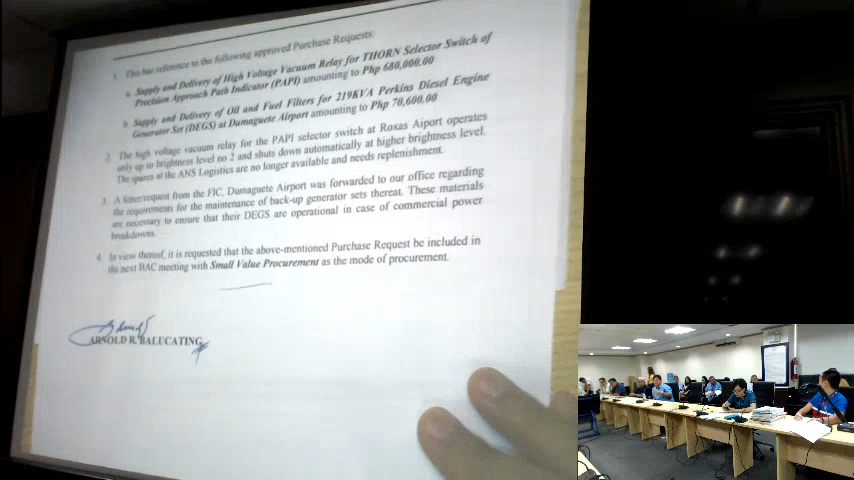 1. This has reference to the following approved Purchase Requests:
a. Supply and Delivery of High Voltage Vacuum Relay for THORN Selector Switch of
Precision Approach Path Indicator (PAPI) amounting to Php 680,000.00
b. Supply and Delivery of Oil and Fuel Filters for 219KVA Perkins Diesel Engine
Generator Set (DEGS) at Dumaguete Airport amounting to Php 70,600.00
2. The high voltage vacuum relay for the PAPI selector switch at Roxas Aiport operates
only up to brightness level no 2 and shuts down automatically at higher brightness level.
The spares at the ANS Logistics are no longer available and needs replenishment.
3. A letter/request from the FIC, Dumaguete Airport was forwarded to our office regarding
the requirements for the maintenance of back-up generator sets thereat. These materials
are necessary to ensure that their DEGS are operational in case of commercial power
breakdowns.
4. In view thereof, it is requested that the above-mentioned Purchase Request be included in
the next BAC meeting with Small Value Procurement as the mode of procurement.
ARNOLD R. BALUCATING